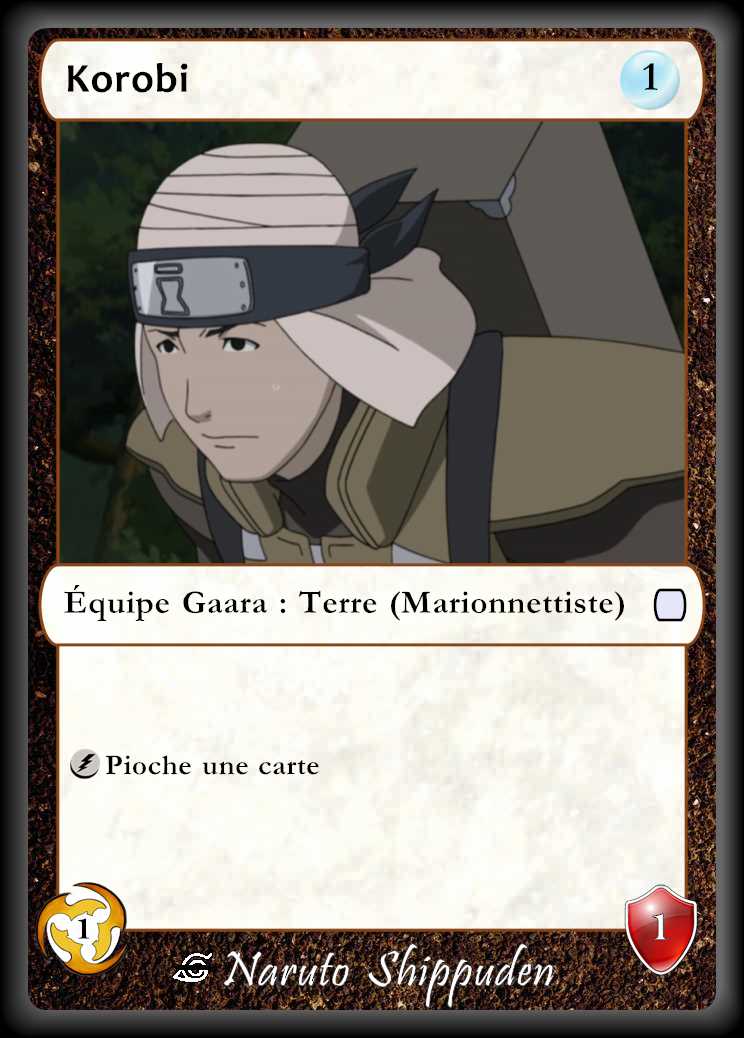 Korobi
1
Équipe Gaara : Terre (Marionnettiste)
Pioche une carte
1
1
Naruto Shippuden